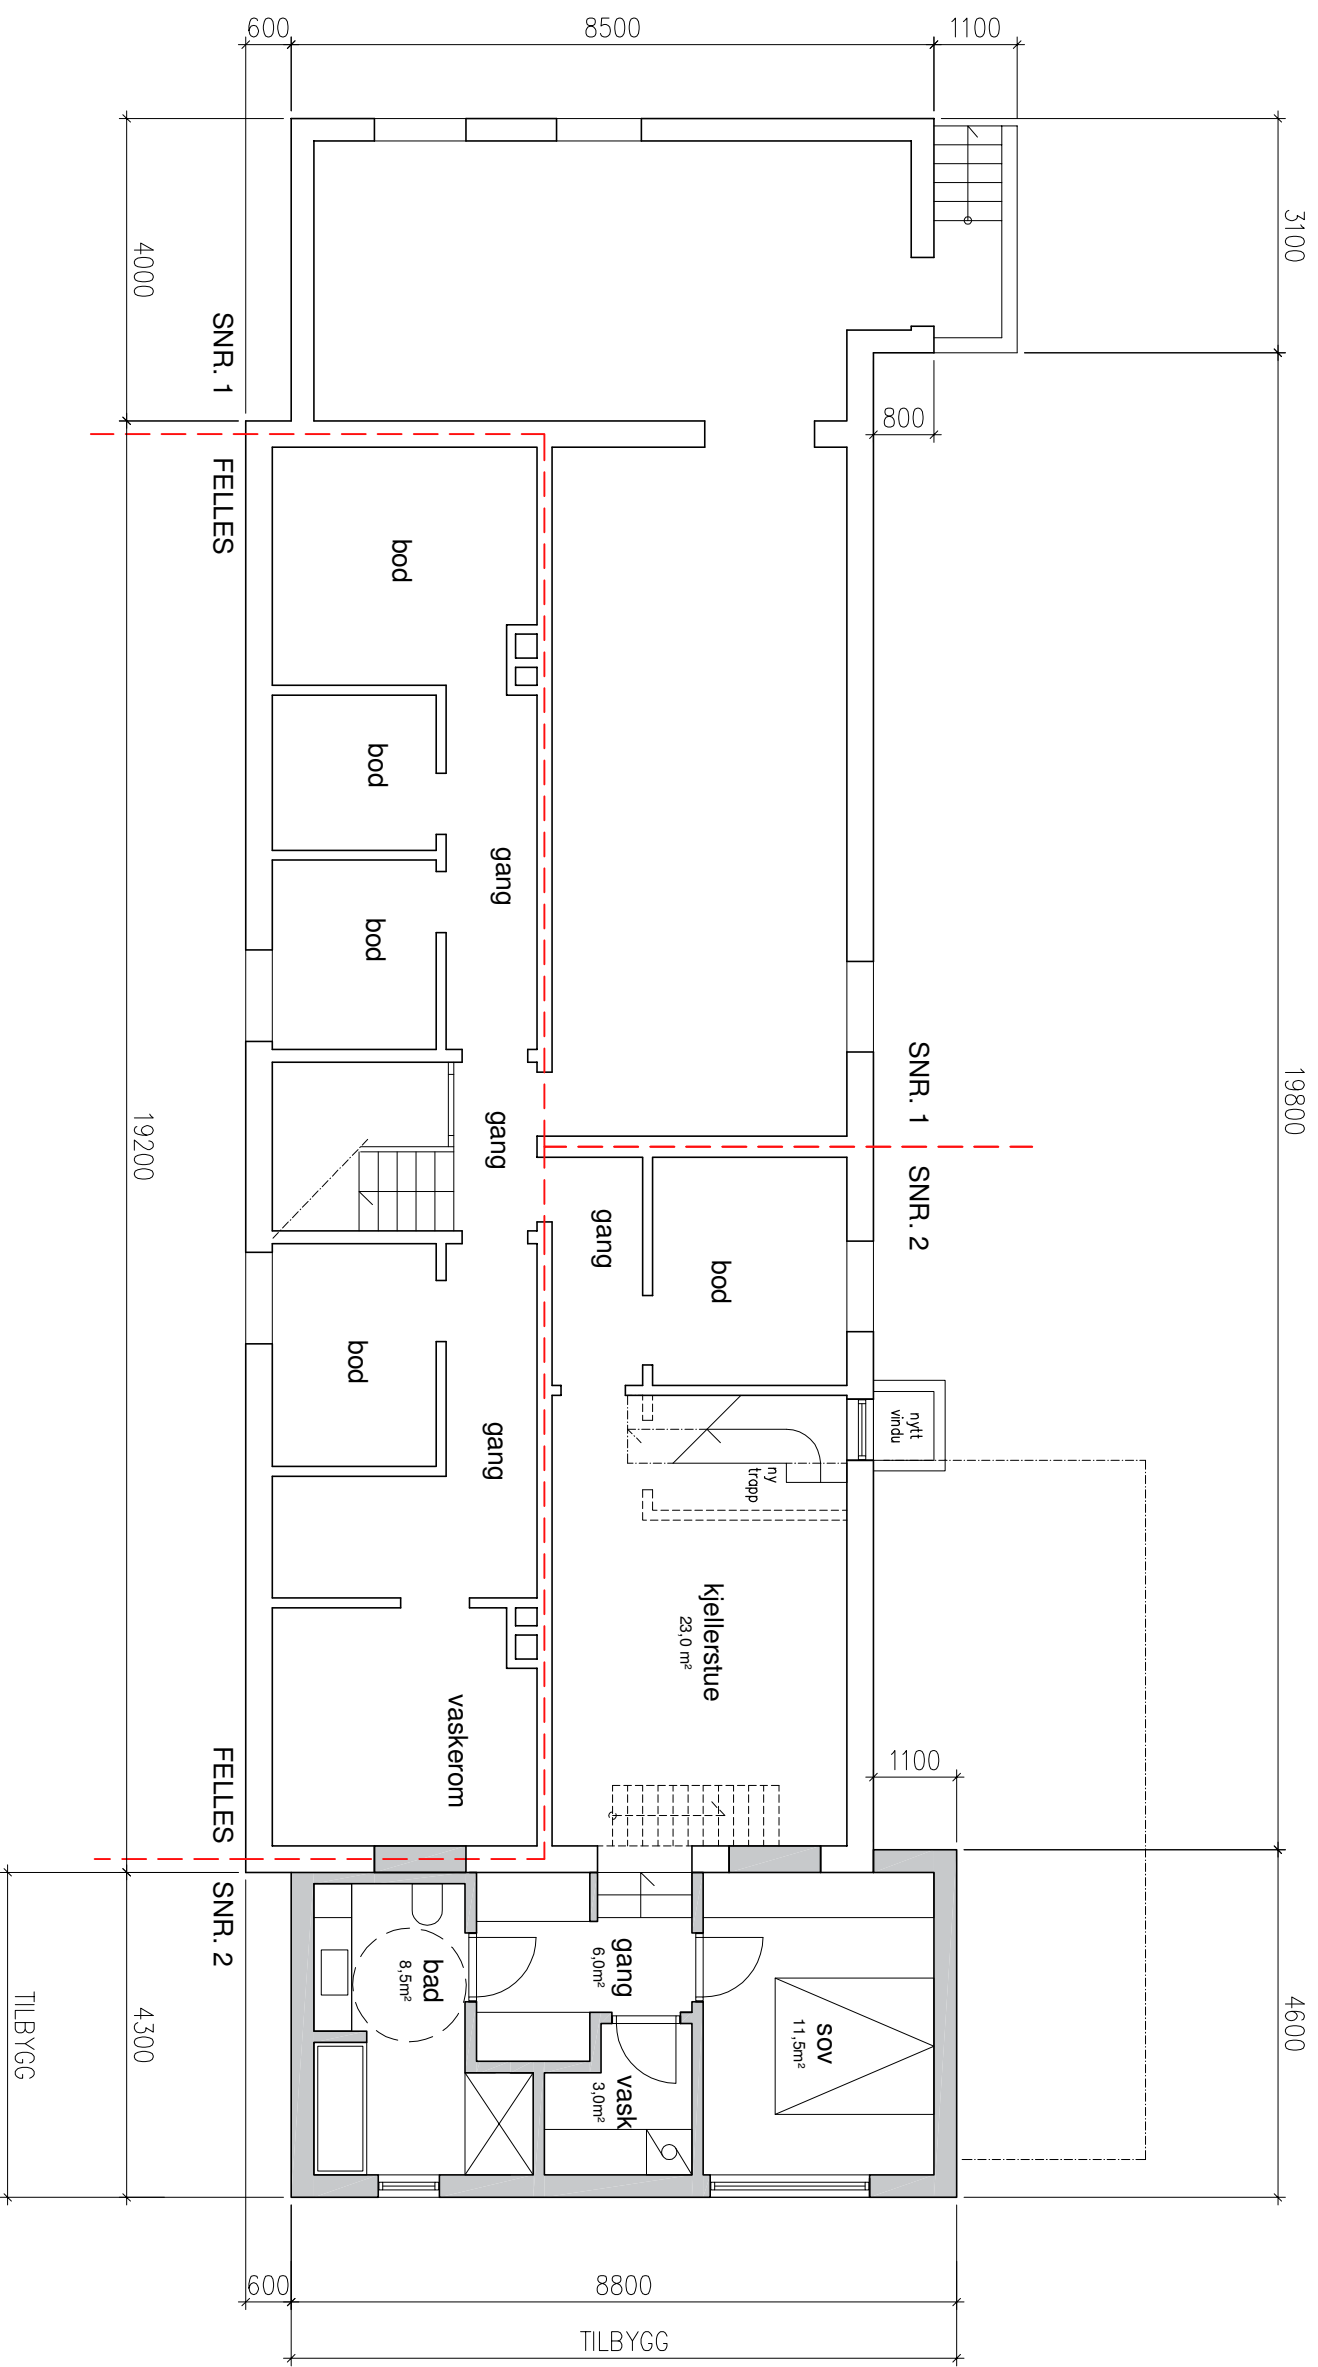 600
8500
1100
4000
3100
SNR. 1
FELLES
800
bod
bod
gang
bod
SNR. 1
SNR. 2
19800
19200
gang
gang
bod
bod
gang
nytt
vindu
ny
trapp
kjellerstue
23,0 m²
vaskerom
1100
FELLES
SNR. 2
gang
6,0m²
bad
8,5m²
sov
11,5m²
vask
3,0m²
4600
4300
TILBYGG
600
8800
TILBYGG